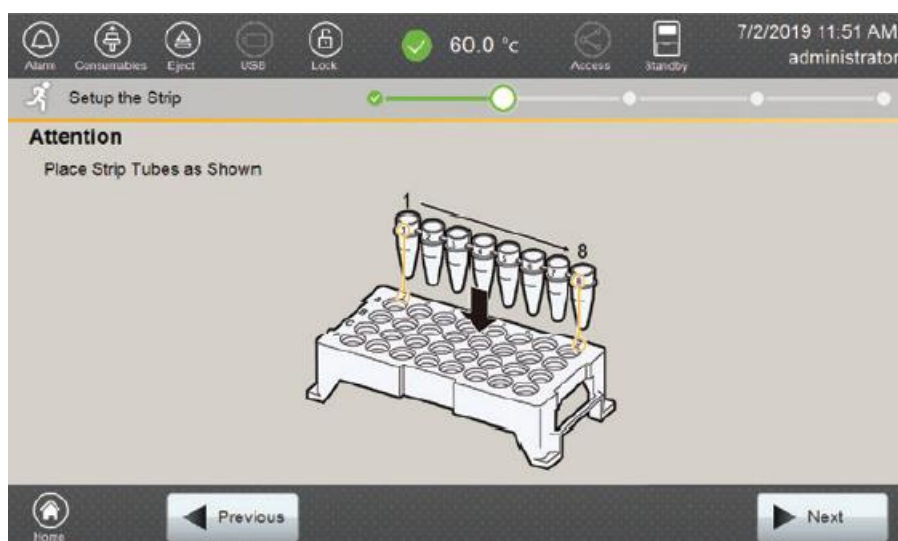 60.0 °c
7/2/2019 11:51 AM
administrator
Alarm
Consumables
Eject
USB
Lock
Access
Standby
Setup the Strip
Attention
Place Strip Tubes as Shown
1
8
Home
Previous
Next